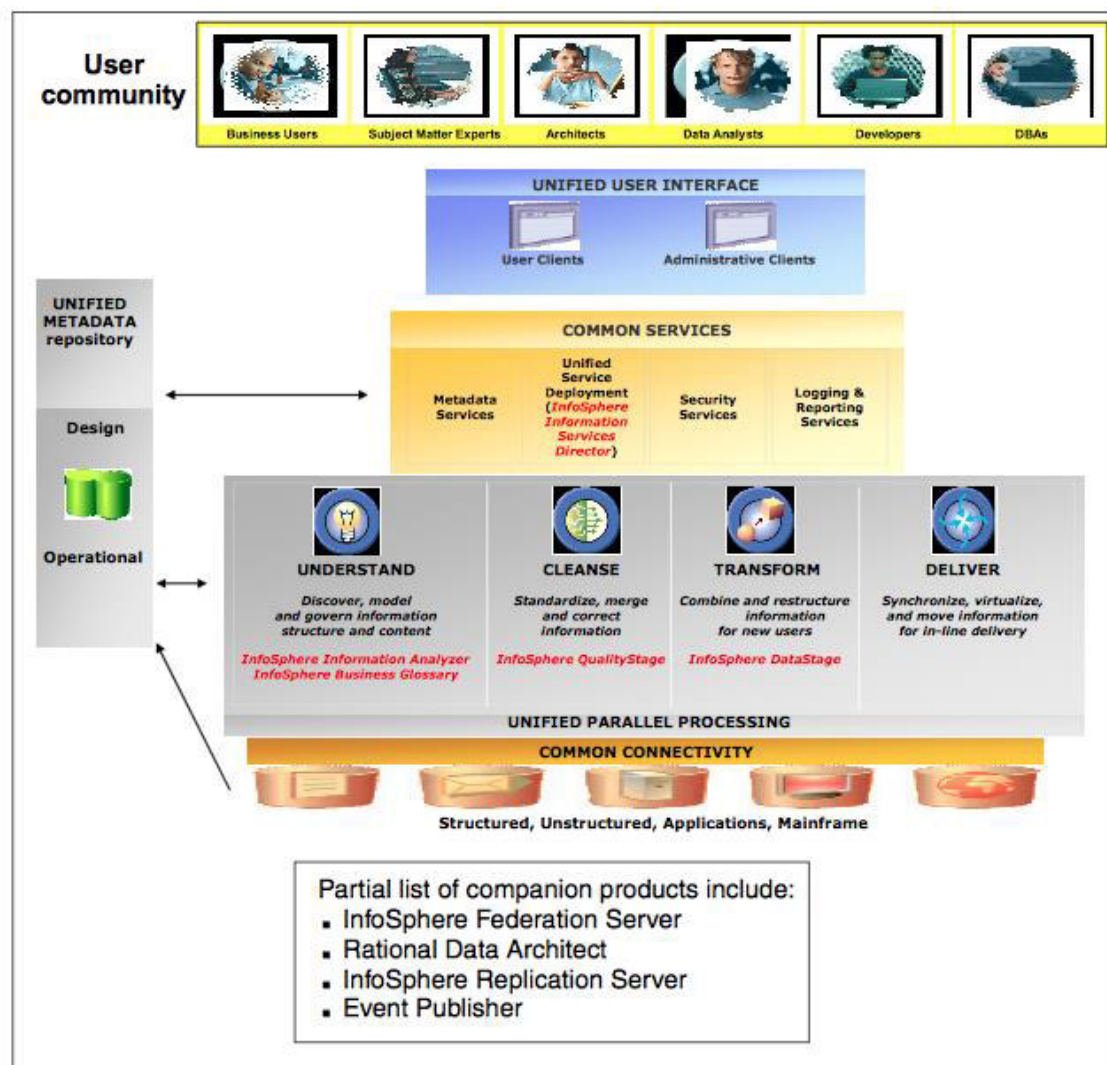 User
community
Business Users
Subject Matter Experts
Architects
Data Analysts
Developers
DBAs
UNIFIED USER INTERFACE
User Clients
Administrative Clients
UNIFIED
METADATA
repository
Design
Operational
COMMON SERVICES
Metadata
Services
Unified
Service
Deployment
(InfoSphere
Information
Services
Director)
Security
Services
Logging &
Reporting
Services
UNDERSTAND
Discover, model
and govern information
structure and content
InfoSphere Information Analyzer
InfoSphere Business Glossary
CLEANSE
Standardize, merge
and correct
information
InfoSphere QualityStage
TRANSFORM
Combine and restructure
information
for new users
InfoSphere DataStage
DELIVER
Synchronize, virtualize,
and move information
for in-line delivery
UNIFIED PARALLEL PROCESSING
COMMON CONNECTIVITY
Structured, Unstructured, Applications, Mainframe
Partial list of companion products include:
▪ InfoSphere Federation Server
▪ Rational Data Architect
▪ InfoSphere Replication Server
▪ Event Publisher